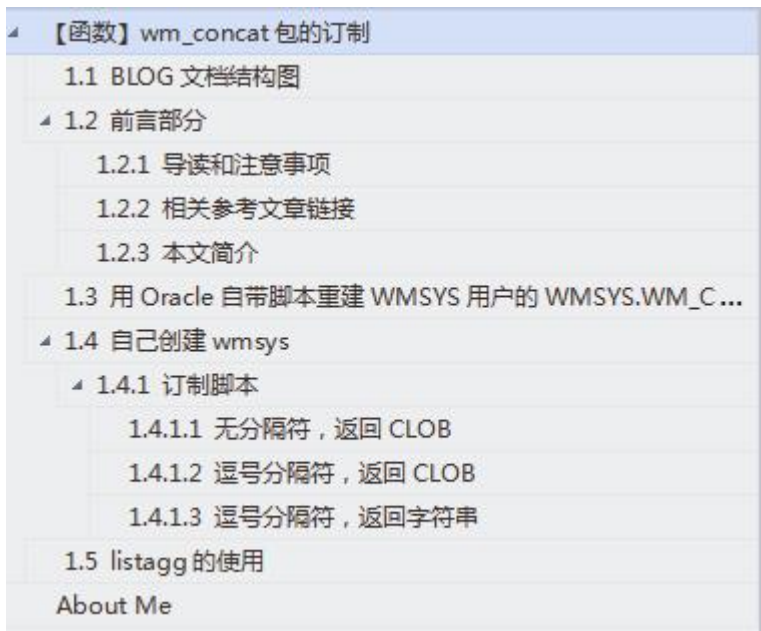 【函数】wm_concat 包的订制
1.1 BLOG 文档结构图
1.2 前言部分
1.2.1 导读和注意事项
1.2.2 相关参考文章链接
1.2.3 本文简介
1.3 用 Oracle 自带脚本重建 WMSYS 用户的 WMSYS.WM_C...
1.4 自己创建 wmsys
1.4.1 订制脚本
1.4.1.1 无分隔符，返回 CLOB
1.4.1.2 逗号分隔符，返回 CLOB
1.4.1.3 逗号分隔符，返回字符串
1.5 listagg 的使用
About Me